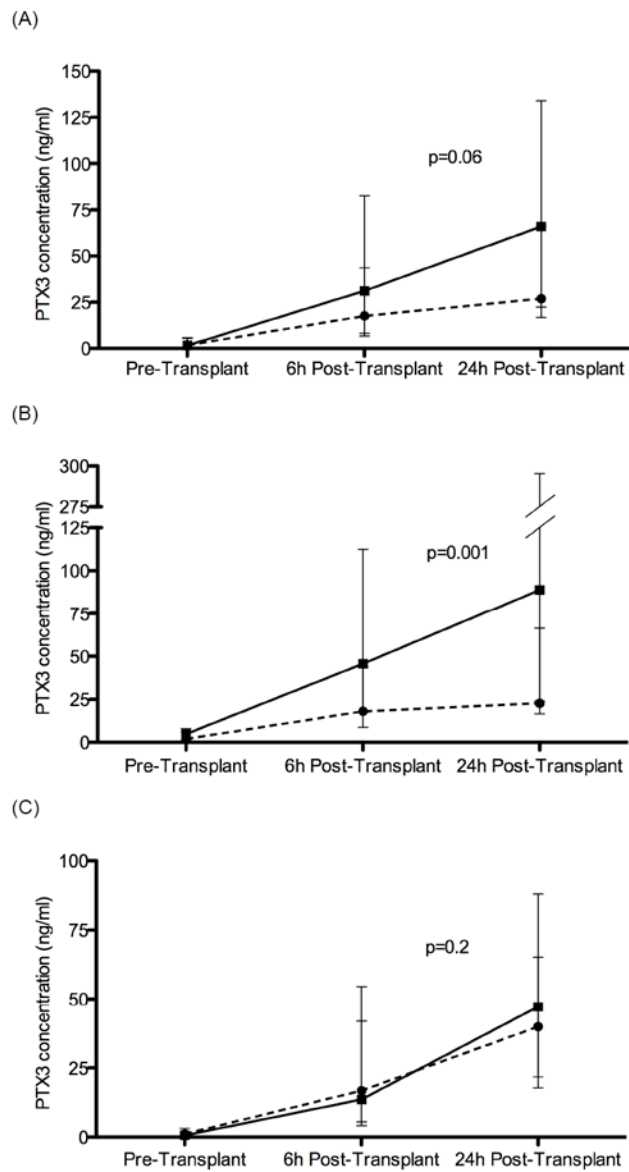 (A)
150
125
100
75
50
25
0
PTX3 concentration (ng/ml)
p=0.06
Pre-Transplant 6h Post-Transplant 24h Post-Transplant
(B)
300
275
125
100
75
50
25
0
PTX3 concentration (ng/ml)
p=0.001
Pre-Transplant 6h Post-Transplant 24h Post-Transplant
(C)
100
75
50
25
0
PTX3 concentration (ng/ml)
p=0.2
Pre-Transplant 6h Post-Transplant 24h Post-Transplant